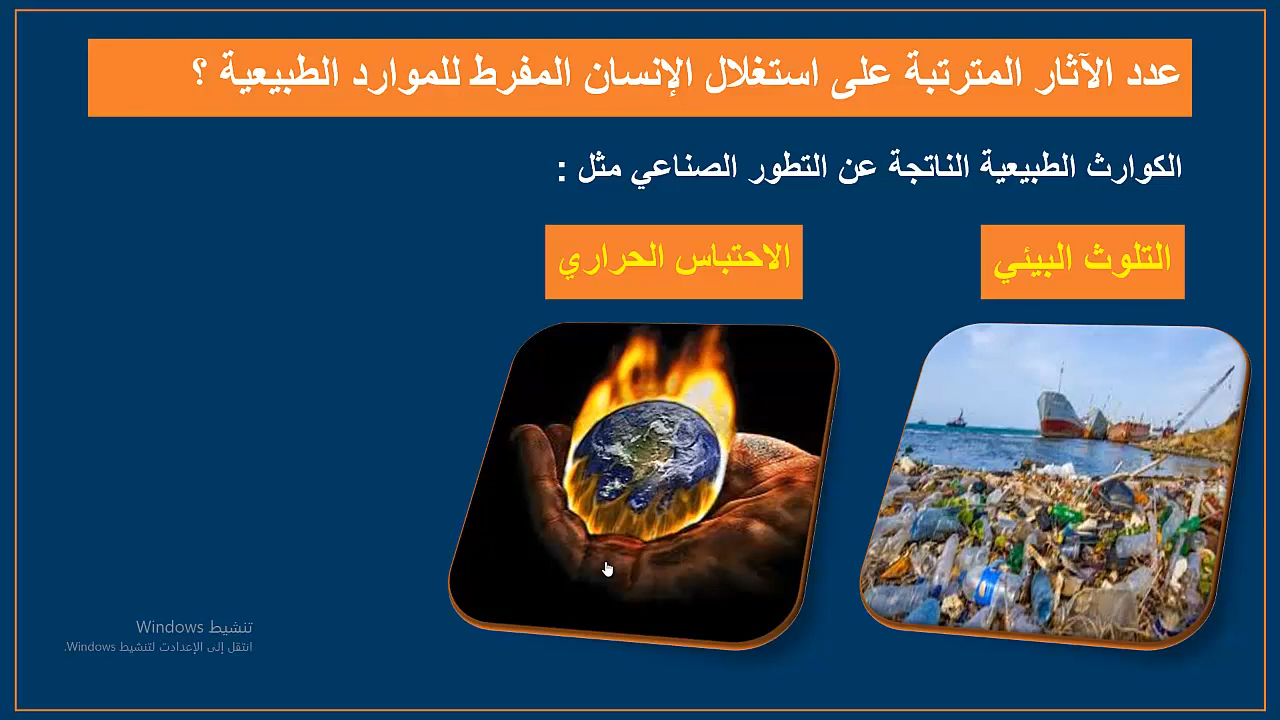 عدد الآثار المترتبة على استغلال الإنسان المفرط للموارد الطبيعية ؟
الكوارث الطبيعية الناتجة عن التطور الصناعي مثل :
التلوث البيئي
الاحتباس الحراري
تنشيط Windows
انتقل إلى الإعدادت لتنشيط Windows.